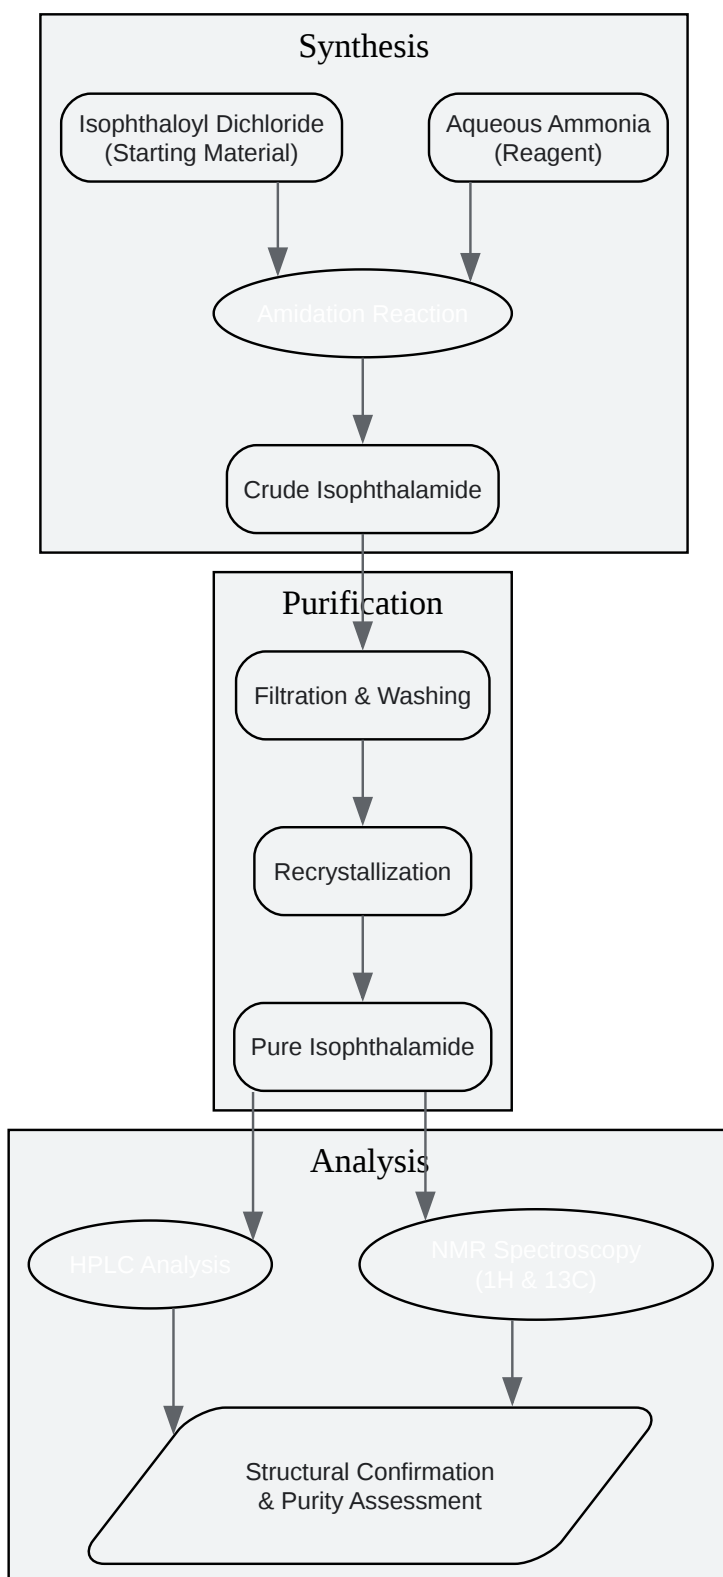 Synthesis
Isophthaloyl Dichloride
(Starting Material)
Aqueous Ammonia
(Reagent)
Amidation Reaction
Crude Isophthalamide
Purification
Filtration & Washing
Recrystallization
Pure Isophthalamide
Analysis
HPLC Analysis
NMR Spectroscopy
(1H & 13C)
Structural Confirmation
& Purity Assessment